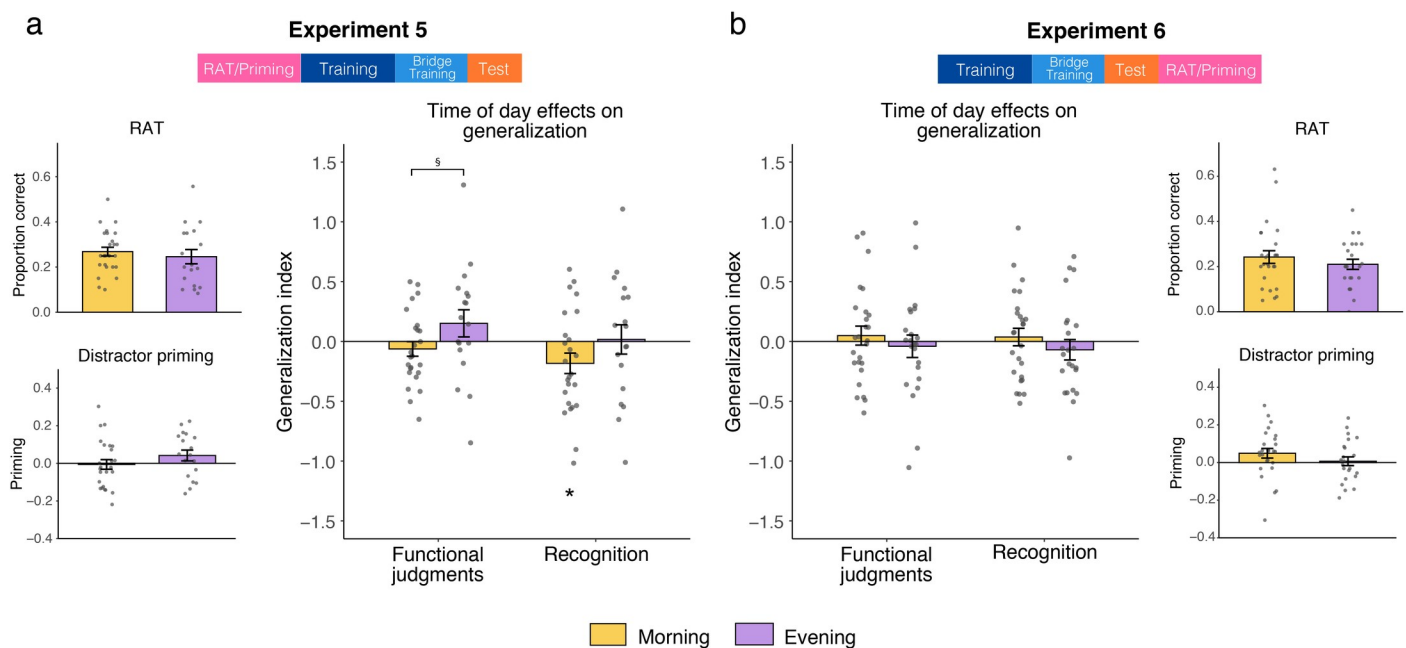 a
Experiment 5
RAT/Priming
Training
Bridge
Training
Test
RAT
Proportion correct
0.6
0.4
0.2
0.0
Distractor priming
Priming
0.4
0.2
0.0
−0.2
−0.4
Time of day effects on
generalization
Generalization index
1.5
1.0
0.5
0.0
−0.5
−1.0
−1.5
§
*
Functional
judgments
Recognition
b
Experiment 6
Training
Bridge
Training
Test
RAT/Priming
Time of day effects on
generalization
Generalization index
1.5
1.0
0.5
0.0
−0.5
−1.0
−1.5
Functional
judgments
Recognition
RAT
Proportion correct
0.6
0.4
0.2
0.0
Distractor priming
Priming
0.4
0.2
0.0
−0.2
−0.4
Morning
Evening